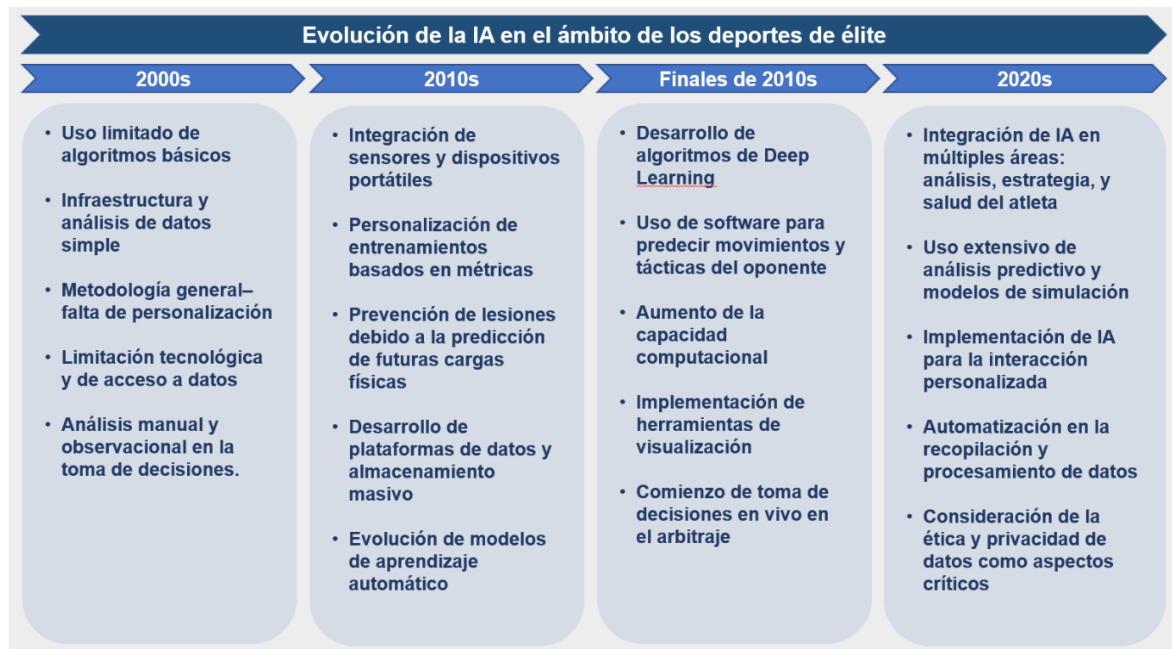 Evolución de la IA en el ámbito de los deportes de élite
2000s
• Uso limitado de
algoritmos básicos
• Infraestructura y
análisis de datos
simple
• Metodología general–
falta de personalización
• Limitación tecnológica
y de acceso a datos
• Análisis manual y
observacional en la
toma de decisiones.
2010s
• Integración de
sensores y dispositivos
portátiles
• Personalización de
entrenamientos
basados en métricas
• Prevención de lesiones
debido a la predicción
de futuras cargas
físicas
• Desarrollo de
plataformas de datos y
almacenamiento
masivo
• Evolución de modelos
de aprendizaje
automático
Finales de 2010s
• Desarrollo de
algoritmos de Deep
Learning
• Uso de software para
predecir movimientos y
tácticas del oponente
• Aumento de la
capacidad
computacional
• Implementación de
herramientas de
visualización
• Comienzo de toma de
decisiones en vivo en
el arbitraje
2020s
• Integración de IA en
múltiples áreas:
análisis, estrategia, y
salud del atleta
• Uso extensivo de
análisis predictivo y
modelos de simulación
• Implementación de IA
para la interacción
personalizada
• Automatización en la
recopilación y
procesamiento de datos
• Consideración de la
ética y privacidad de
datos como aspectos
críticos